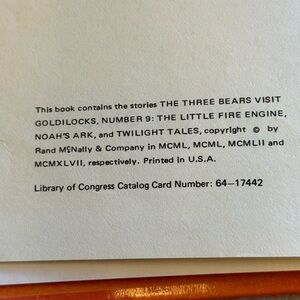 This book contains the stories THE THREE BEARS VISIT
GOLDILOCKS, NUMBER 9: THE LITTLE FIRE ENGINE,
NOAH'S ARK, and TWILIGHT TALES, copyright © by
Rand McNally & Company in MCML, MCML, MCMLII and
MCMXLVII, respectively. Printed in U.S.A.
Library of Congress Catalog Card Number: 64-17442